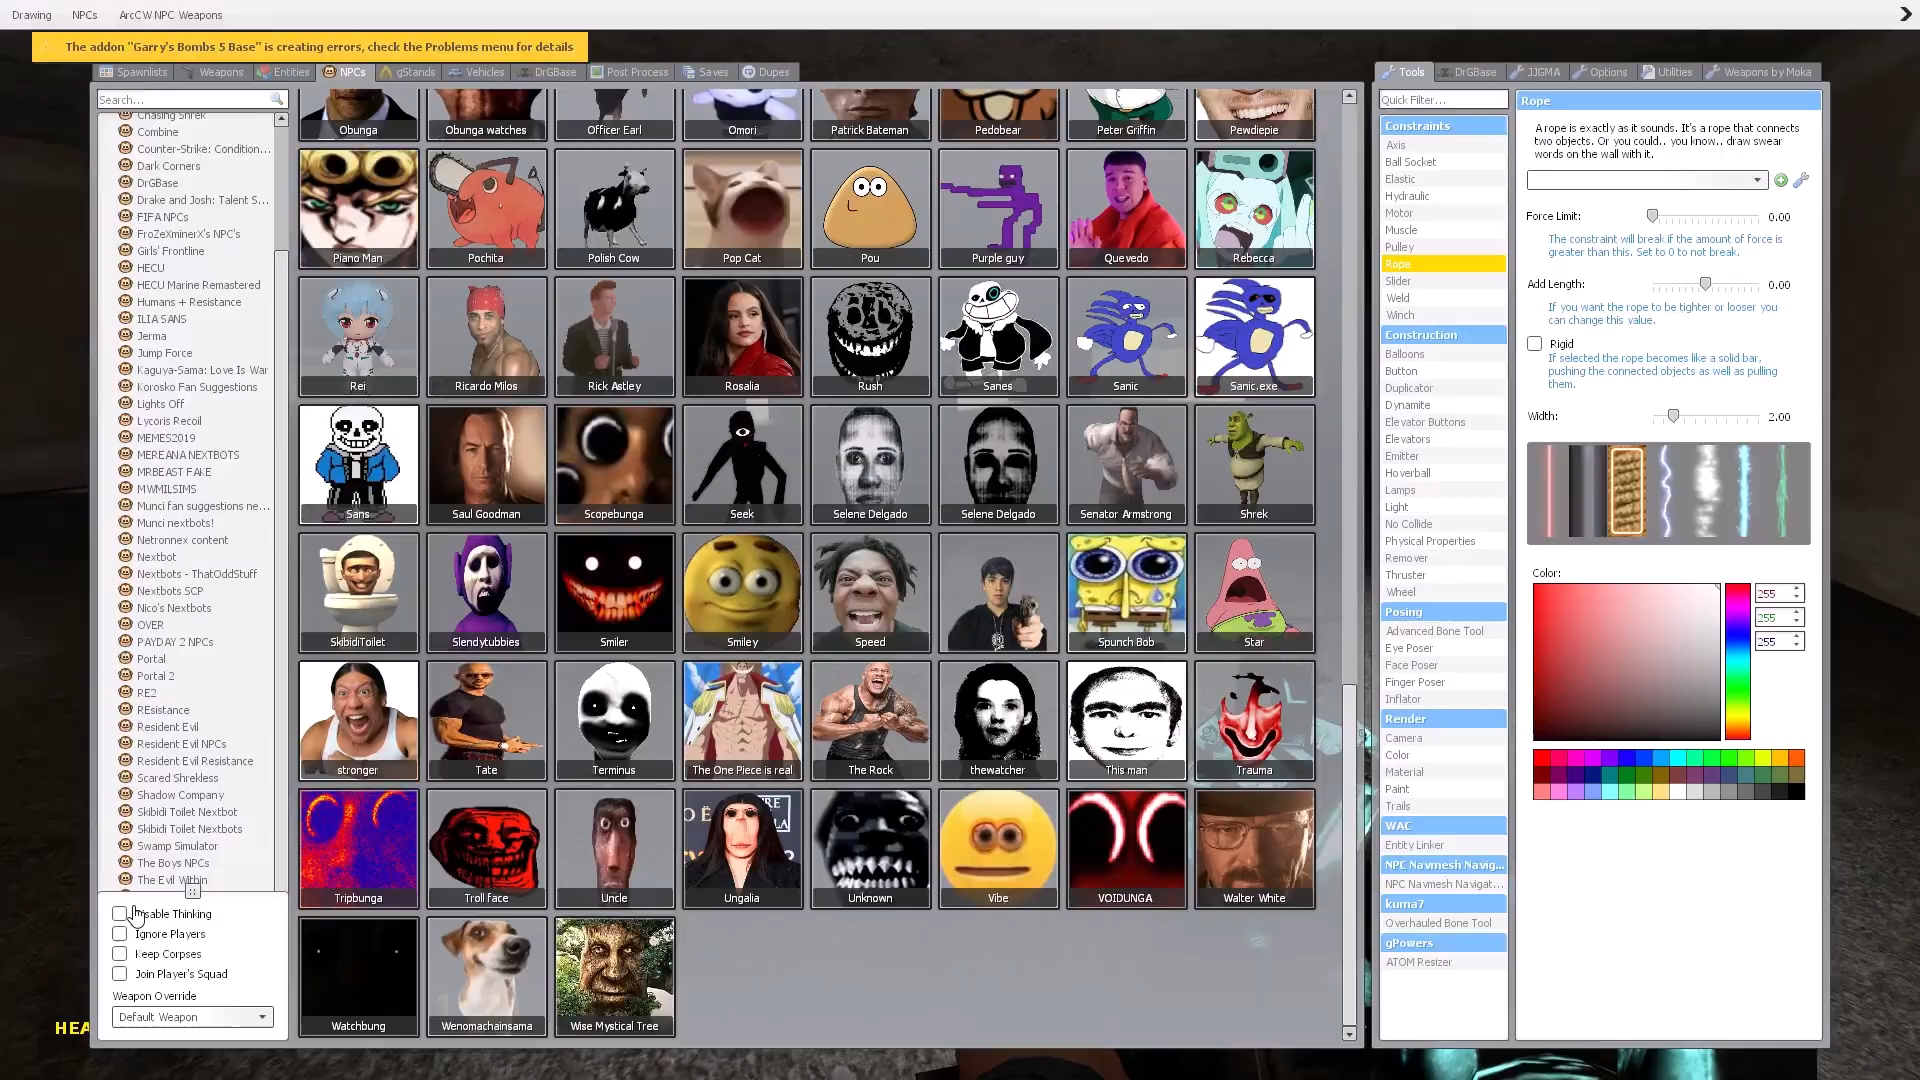 Drawing NPCs ArcCW NPC Weapons
The addon "Garry's Bombs 5 Base" is creating errors, check the Problems menu for details
Spawnlists Weapons Entities NPCs gStands Vehicles DrGBase Post Process Saves Dupes
Search...
Chasing Shrek
Combine
Counter-Strike: Condition...
Dark Corners
DrGBase
Drake and Josh: Talent S...
FIFA NPCs
FroZeXminerX's NPC's
Girls' Frontline
HECU
HECU Marine Remastered
Humans + Resistance
ILIA SANS
Jerma
Jump Force
Kaguya-Sama: Love Is War
Korosko Fan Suggestions
Lights Off
Lycoris Recoil
MEMES2019
MEREANA NEXTBOTS
MRBEAST FAKE
MWMILSIMS
Munci fan suggestions ne...
Munci nextbots!
Netronnex content
Nextbot
Nextbots - ThatOddStuff
Nextbots SCP
Nico's Nextbots
OVER
PAYDAY 2 NPCs
Portal
Portal 2
RE2
REsistance
Resident Evil
Resident Evil NPCs
Resident Evil Resistance
Scared Shrekless
Shadow Company
Skibidi Toilet Nextbot
Skibidi Toilet Nextbots
Swamp Simulator
The Boys NPCs
The Evil Within
Disable Thinking
Ignore Players
Keep Corpses
Join Player's Squad
Weapon Override
Default Weapon
HEA
Obunga Obunga watches Officer Earl Omori Patrick Bateman Pedobear Peter Griffin Pewdiepie
Piano Man Pochita Polish Cow Pop Cat Pou Purple guy Quevedo Rebecca
Rei Ricardo Milos Rick Astley Rosalia Rush Sanes Sanic Sanic.exe
Sans Saul Goodman Scopebunga Seek Selene Delgado Selene Delgado Senator Armstrong Shrek
SkibidiToilet Slendytubbies Smiler Smiley Speed Spunch Bob Star
stronger Tate Terminus The One Piece is real The Rock thewatcher This man Trauma
Tripbunga Troll face Uncle Ungalia Unknown Vibe VOIDUNGA Walter White
Watchbung Wenomachainsama Wise Mystical Tree
Tools DrGBase JJGMA Options Utilities Weapons by Moka
Quick Filter...
Constraints
Axis
Ball Socket
Elastic
Hydraulic
Motor
Muscle
Pulley
Rope
Slider
Weld
Winch
Construction
Balloons
Button
Duplicator
Dynamite
Elevator Buttons
Elevators
Emitter
Hoverball
Lamps
Light
No Collide
Physical Properties
Remover
Thruster
Wheel
Posing
Advanced Bone Tool
Eye Poser
Face Poser
Finger Poser
Inflator
Render
Camera
Color
Material
Paint
Trails
WAC
Entity Linker
NPC Navmesh Navig...
NPC Navmesh Navigat...
kuma7
Overhauled Bone Tool
gPowers
ATOM Resizer
Rope
A rope is exactly as it sounds. It's a rope that connects
two objects. Or you could.. you know.. draw swear
words on the wall with it.
Force Limit: 0.00
The constraint will break if the amount of force is
greater than this. Set to 0 to not break.
Add Length: 0.00
If you want the rope to be tighter or looser you
can change this value.
Rigid
If selected the rope becomes like a solid bar,
pushing the connected objects as well as pulling
them.
Width: 2.00
Color:
255
255
255